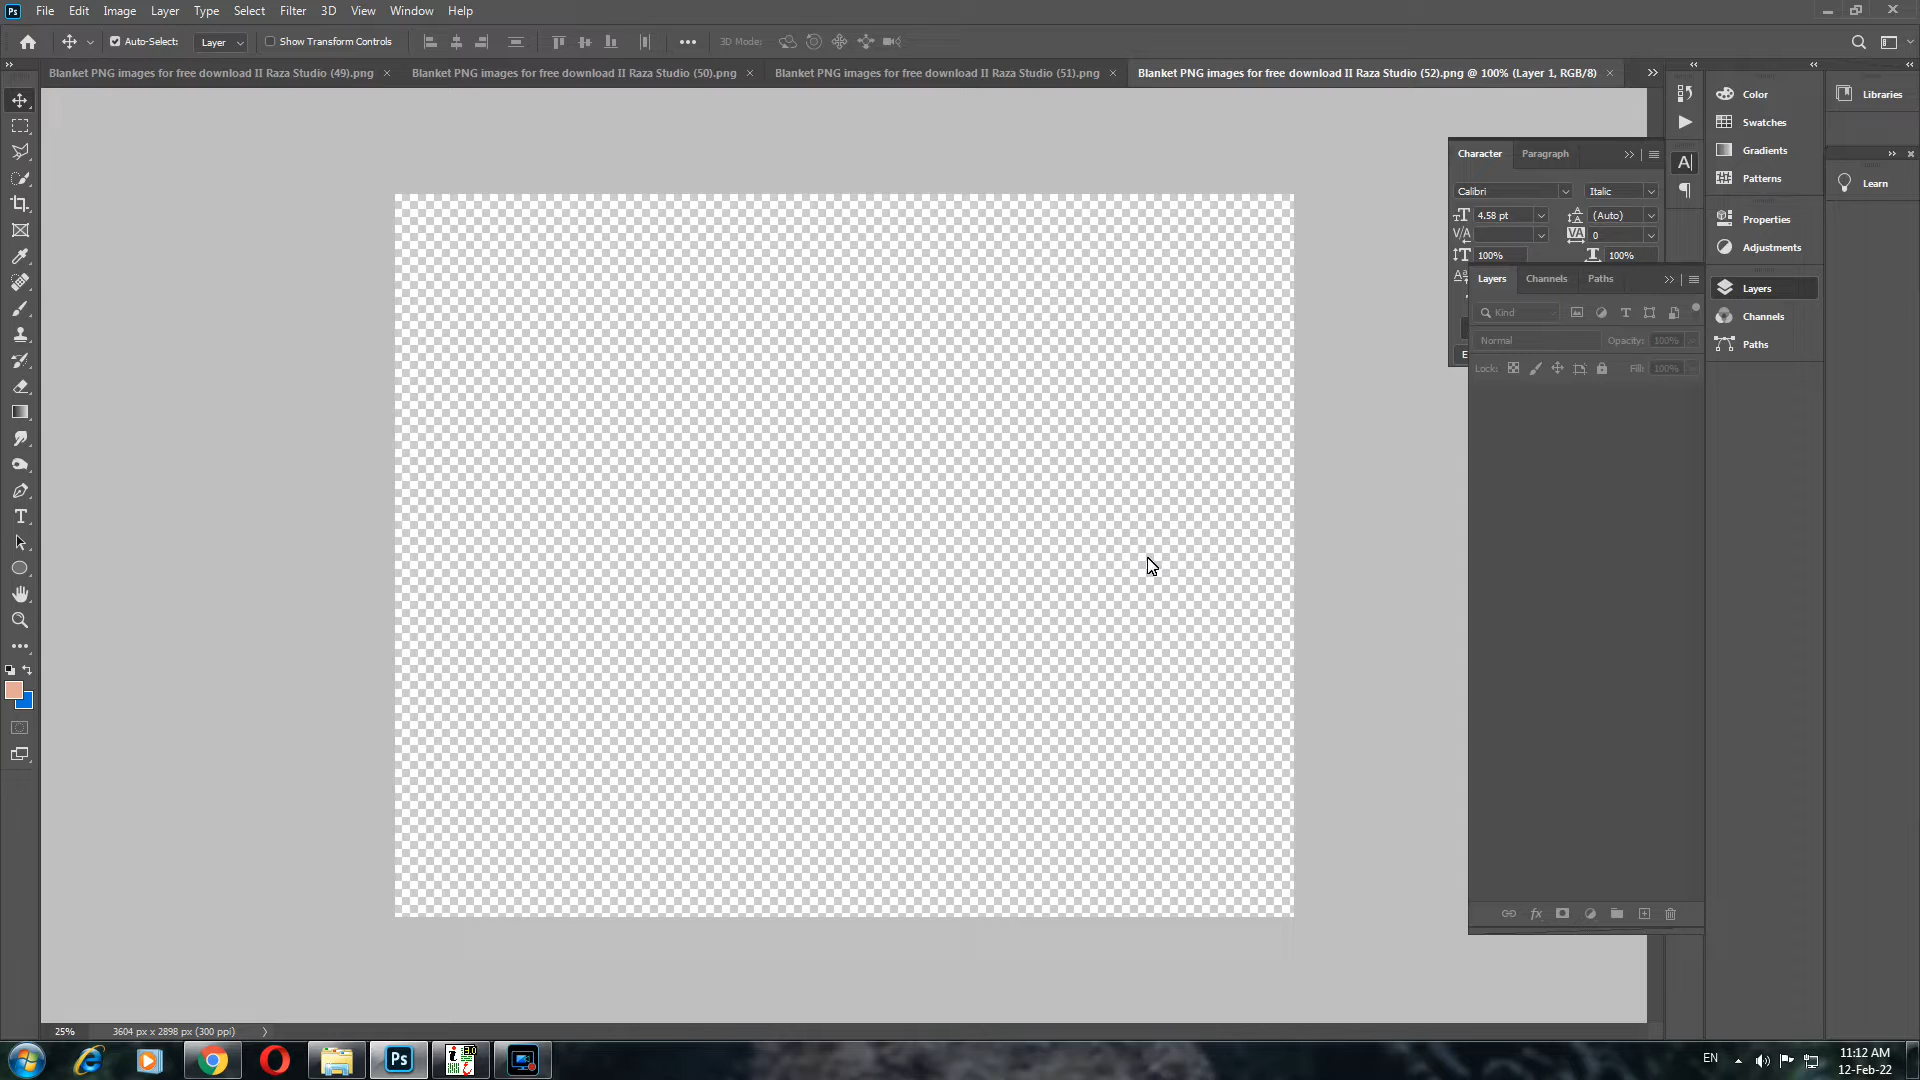 Ps File Edit Image Layer Type Select Filter 3D View Window Help
Auto-Select: Layer Show Transform Controls 3D Mode:
Blanket PNG images for free download II Raza Studio (49).png × Blanket PNG images for free download II Raza Studio (50).png × Blanket PNG images for free download II Raza Studio (51).png × Blanket PNG images for free download II Raza Studio (52).png @ 100% (Layer 1, RGB/8) ×
Color
Swatches
Gradients
Patterns
Properties
Adjustments
Layers
Channels
Paths
Libraries
Learn
Character Paragraph
Calibri Italic
4.58 pt (Auto)
0
100% 100%
Layers Channels Paths
Kind
Normal Opacity: 100%
Lock: Fill: 100%
fx
25% 3604 px x 2898 px (300 ppi)
Ps
EN
11:12 AM
12-Feb-22